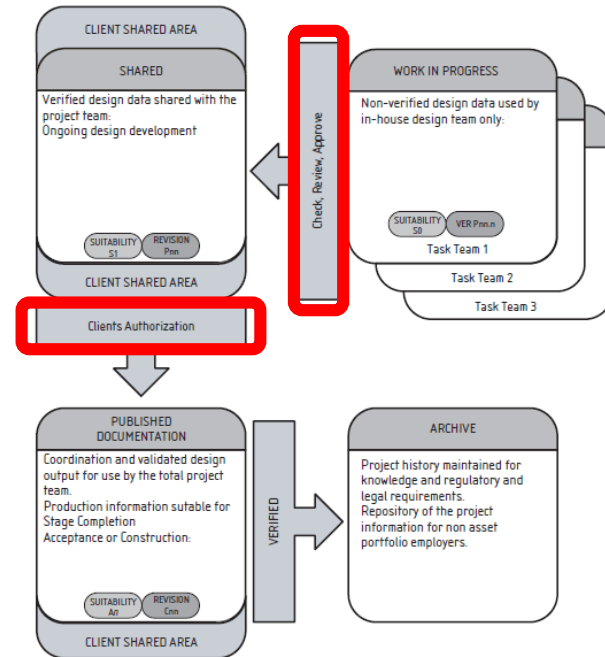 CLIENT SHARED AREA
SHARED
Verified design data shared with the
project team:
Ongoing design development
SUITABILITY
S1
REVISION
Pnn
CLIENT SHARED AREA
Clients Authorization
Check, Review, Approve
WORK IN PROGRESS
Non-verified design data used by
in-house design team only:
SUITABILITY
S0
VER Pnn.n
Task Team 1
Task Team 2
Task Team 3
PUBLISHED
DOCUMENTATION
Coordination and validated design
output for use by the total project
team.
Production information sutable for
Stage Completion
Acceptance or Construction:
SUITABILITY
An
REVISION
Cnn
CLIENT SHARED AREA
VERIFIED
ARCHIVE
Project history maintained for
knowledge and regulatory and
legal requirements.
Repository of the project
information for non asset
portfolio employers.